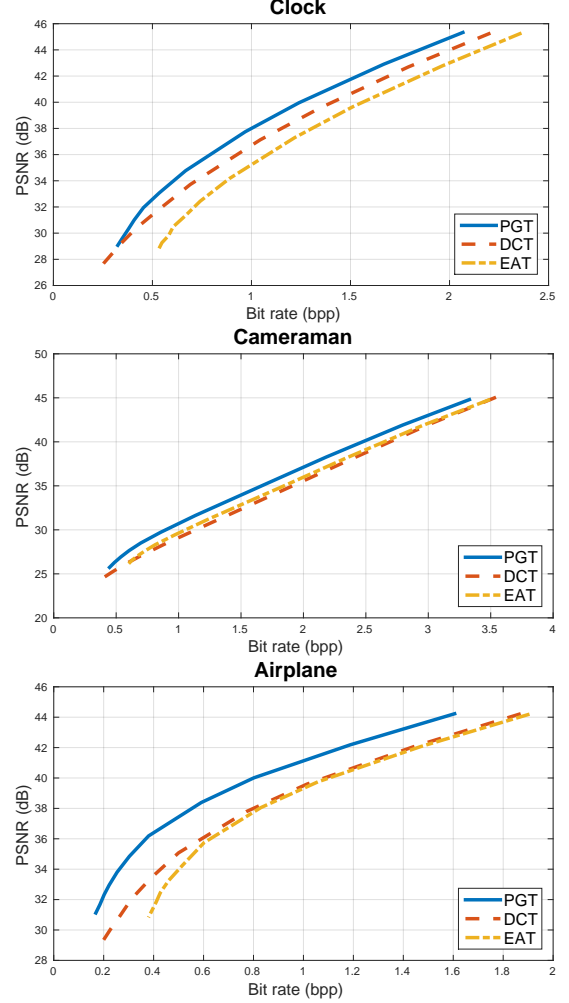 Clock
46
44
42
40
38
36
34
32
30
28
26
PSNR (dB)
0 0.5 1 1.5 2 2.5
Bit rate (bpp)
PGT
DCT
EAT
Cameraman
50
45
40
35
30
25
20
PSNR (dB)
0 0.5 1 1.5 2 2.5 3 3.5 4
Bit rate (bpp)
PGT
DCT
EAT
Airplane
46
44
42
40
38
36
34
32
30
28
PSNR (dB)
0 0.2 0.4 0.6 0.8 1 1.2 1.4 1.6 1.8 2
Bit rate (bpp)
PGT
DCT
EAT